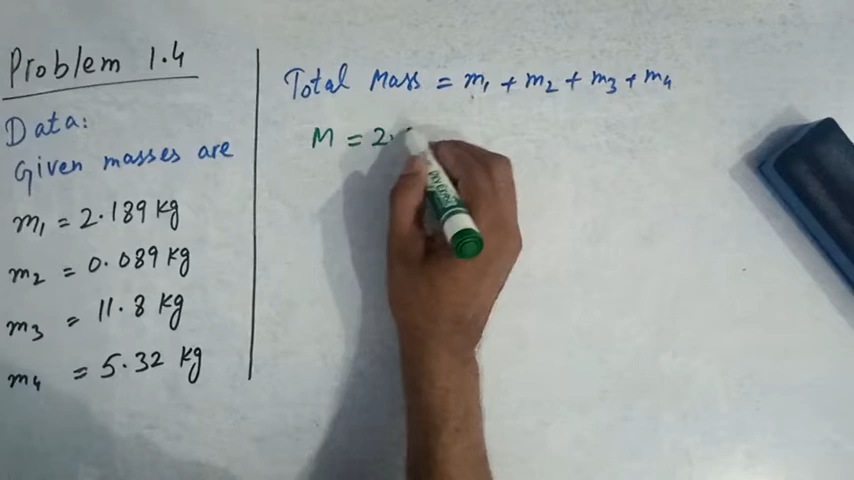 Problem 1.4
Data:
Given masses are
m₁ = 2.189 kg
m₂ = 0.089 kg
m₃ = 11.8 kg
m₄ = 5.32 kg
Total Mass = m₁ + m₂ + m₃ + m₄
M = 2.